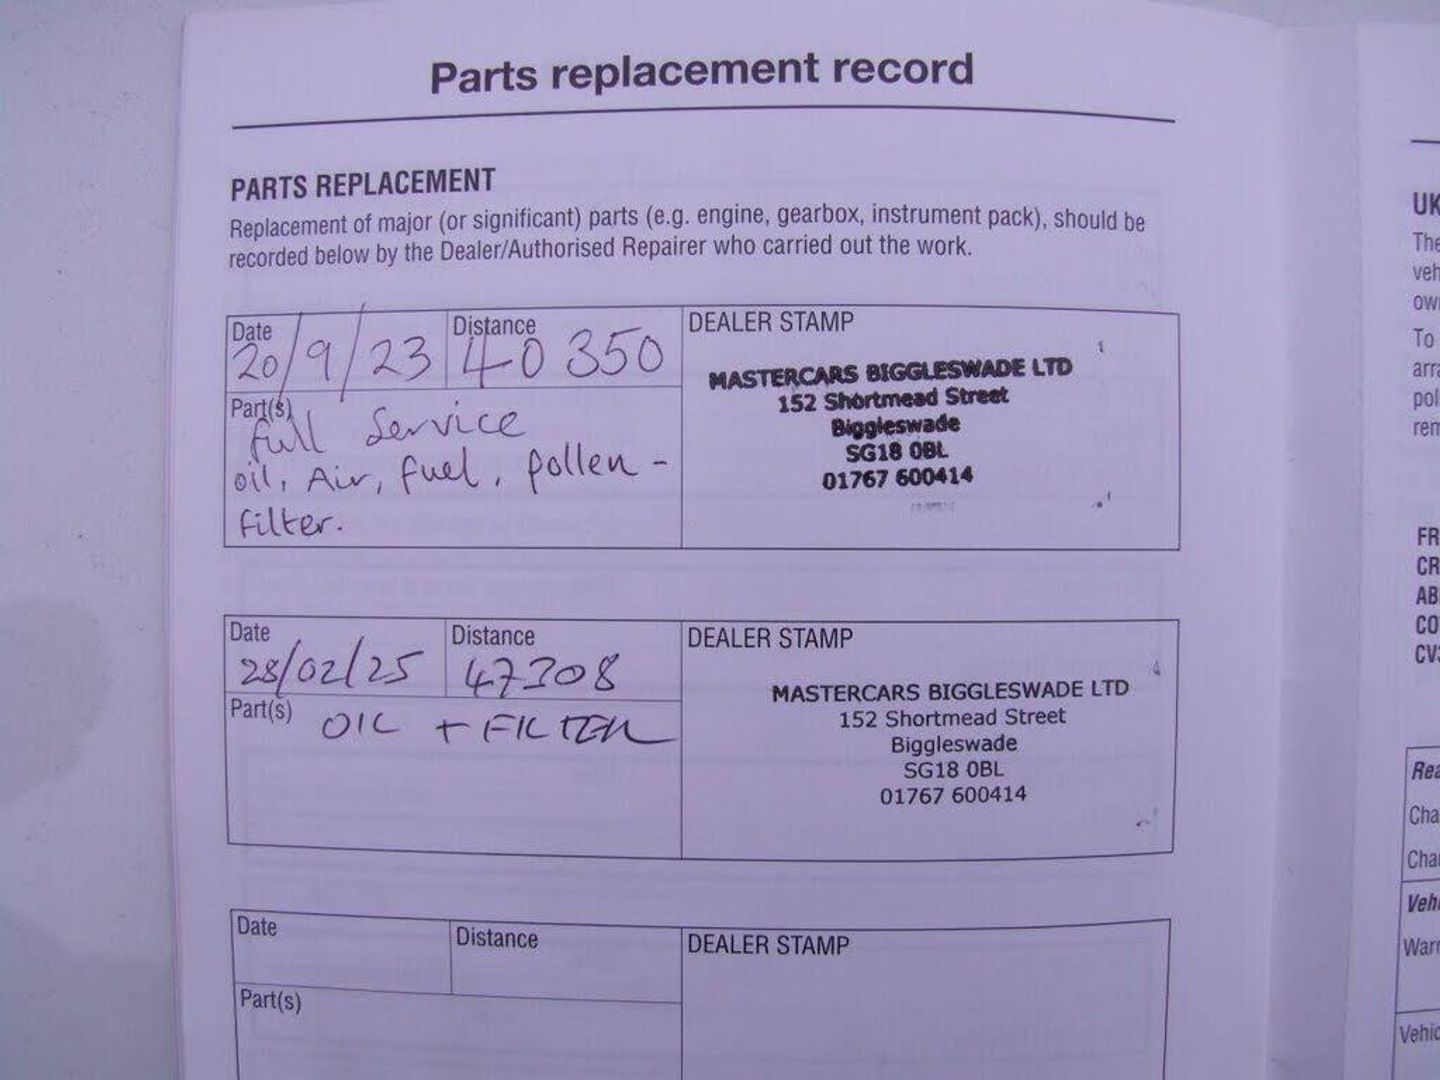 Parts replacement record
PARTS REPLACEMENT
Replacement of major (or significant) parts (e.g. engine, gearbox, instrument pack), should be
recorded below by the Dealer/Authorised Repairer who carried out the work.
Date
20/9/23
Distance
40 350
Part(s)
full Service
oil, Air, fuel, pollen -
filter.
DEALER STAMP
MASTERCARS BIGGLESWADE LTD
152 Shortmead Street
Biggleswade
SG18 0BL
01767 600414
Date
28/02/25
Distance
47308
Part(s)
OIL + FILTER
DEALER STAMP
MASTERCARS BIGGLESWADE LTD
152 Shortmead Street
Biggleswade
SG18 0BL
01767 600414
Date
Distance
Part(s)
DEALER STAMP
UK
The
To